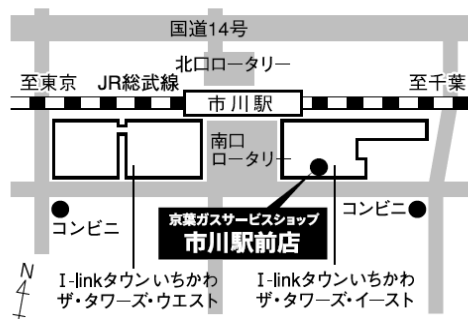 国道14号
北口ロータリー
至東京
JR総武線
至千葉
市川駅
南口
ロータリー
コンビニ
京葉ガスサービスショップ
市川駅前店
コンビニ
I-linkタウンいちかわ
ザ・タワーズ・ウエスト
I-linkタウンいちかわ
ザ・タワーズ・イースト
N